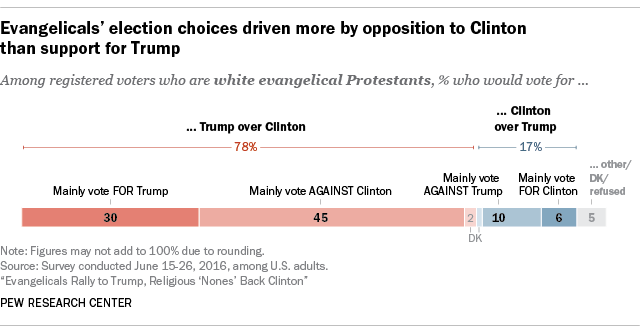 Evangelicals’ election choices driven more by opposition to Clinton
than support for Trump
Among registered voters who are white evangelical Protestants, % who would vote for ...
... Trump over Clinton
78%
... Clinton
over Trump
17%
... other/
DK/
refused
Mainly vote FOR Trump
Mainly vote AGAINST Clinton
Mainly vote
AGAINST Trump
Mainly vote
FOR Clinton
30
45
2
10
6
5
DK
Note: Figures may not add to 100% due to rounding.
Source: Survey conducted June 15-26, 2016, among U.S. adults.
“Evangelicals Rally to Trump, Religious ‘Nones’ Back Clinton”
PEW RESEARCH CENTER